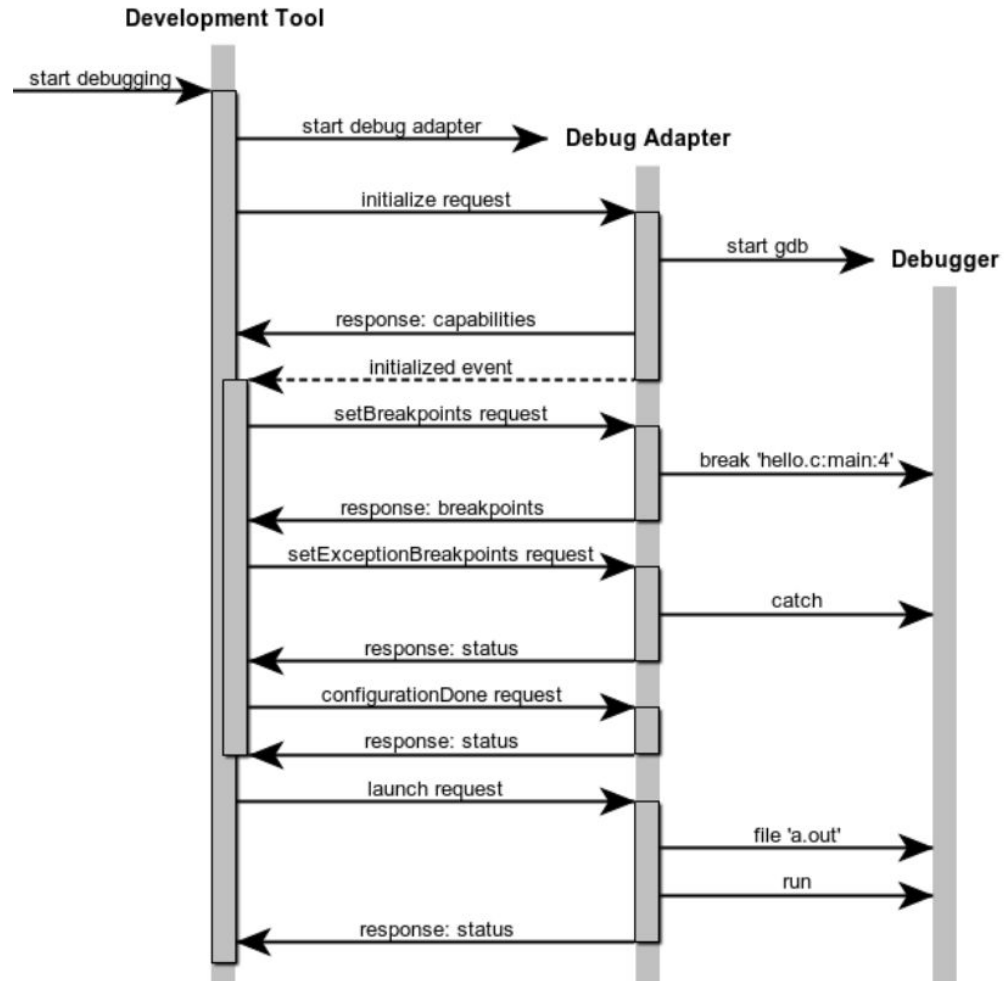 Development Tool
start debugging
start debug adapter
Debug Adapter
initialize request
start gdb
Debugger
response: capabilities
initialized event
setBreakpoints request
break 'hello.c:main:4'
response: breakpoints
setExceptionBreakpoints request
catch
response: status
configurationDone request
response: status
launch request
file 'a.out'
run
response: status